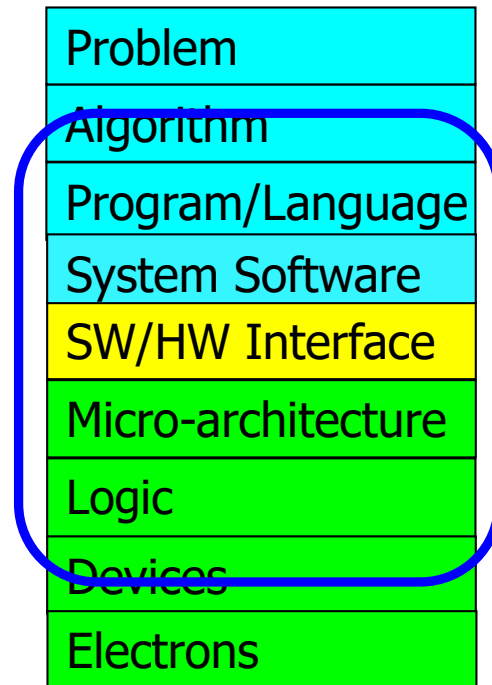 Problem
Algorithm
Program/Language
System Software
SW/HW Interface
Micro-architecture
Logic
Devices
Electrons